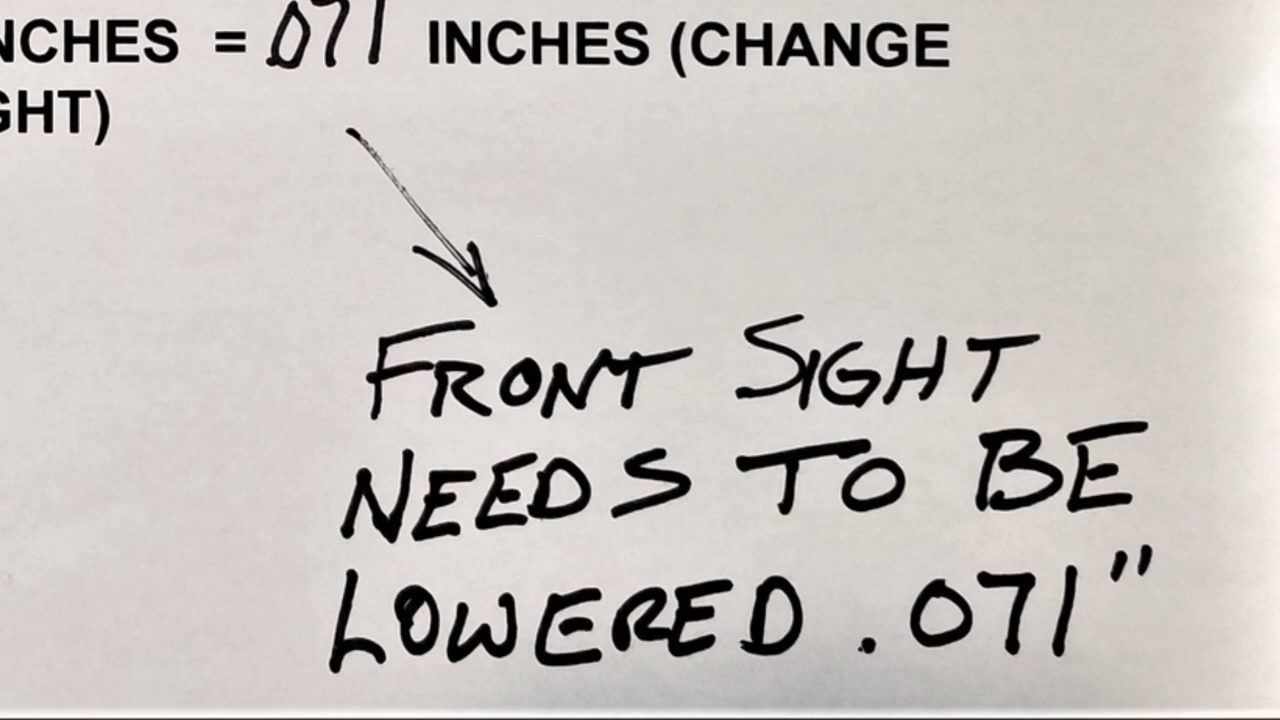 NCHES = 071 INCHES (CHANGE
GHT)
FRONT SIGHT
NEEDS TO BE
LOWERED .071"